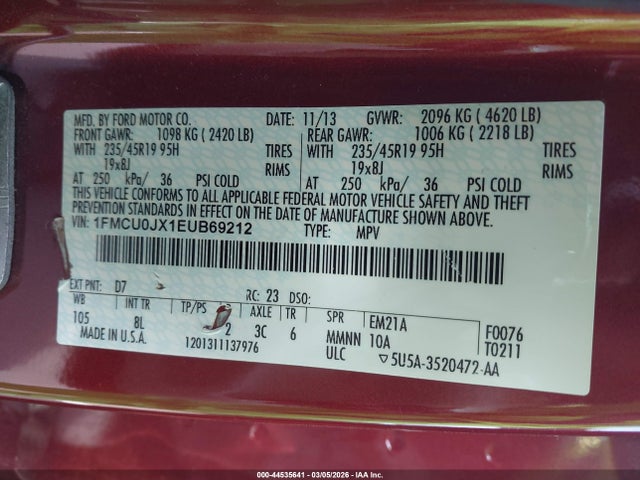 MFD. BY FORD MOTOR CO. DATE: 11/13 GVWR: 2096 KG ( 4620 LB)
FRONT GAWR: 1098 KG ( 2420 LB) REAR GAWR: 1006 KG ( 2218 LB)
WITH 235/45R19 95H TIRES WITH 235/45R19 95H TIRES
19x8J RIMS 19x8J RIMS
AT 250 kPa/ 36 PSI COLD AT 250 kPa/ 36 PSI COLD
THIS VEHICLE CONFORMS TO ALL APPLICABLE FEDERAL MOTOR VEHICLE SAFETY AND THEFT
PREVENTION STANDARDS IN EFFECT ON THE DATE OF MANUFACTURE SHOWN ABOVE.
VIN: 1FMCU0JX1EUB69212 TYPE: MPV
EXT PNT: D7 RC: 23 DSO:
WB INT TR TP/PS AXLE TR SPR EM21A F0076
105 8L 2 3C 6 MMNN 10A T0211
MADE IN U.S.A. 1201311137976 ULC ▽5U5A-3520472-AA
000-44535641 - 03/05/2026 - IAA Inc.